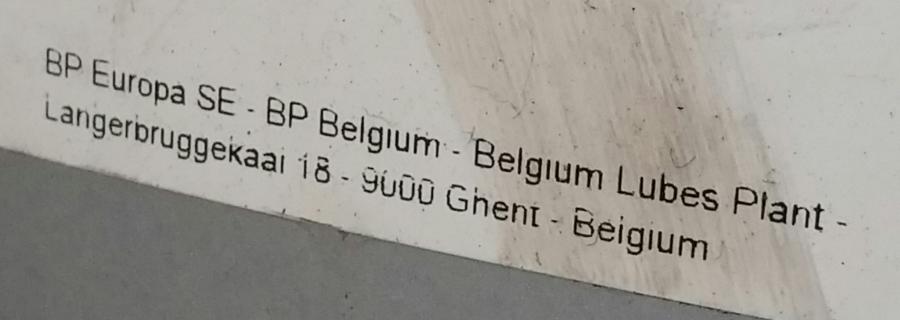 BP Europa SE - BP Belgium - Belgium Lubes Plant -
Langerbruggekaai 18 - 9000 Ghent - Belgium